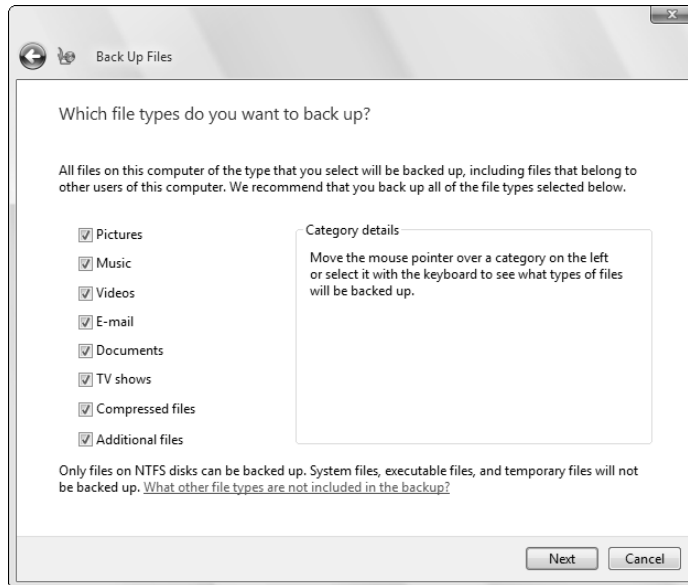 Back Up Files
Which file types do you want to back up?
All files on this computer of the type that you select will be backed up, including files that belong to
other users of this computer. We recommend that you back up all of the file types selected below.
Pictures
Music
Videos
E-mail
Documents
TV shows
Compressed files
Additional files
Category details
Move the mouse pointer over a category on the left
or select it with the keyboard to see what types of files
will be backed up.
Only files on NTFS disks can be backed up. System files, executable files, and temporary files will not
be backed up. What other file types are not included in the backup?
Next
Cancel